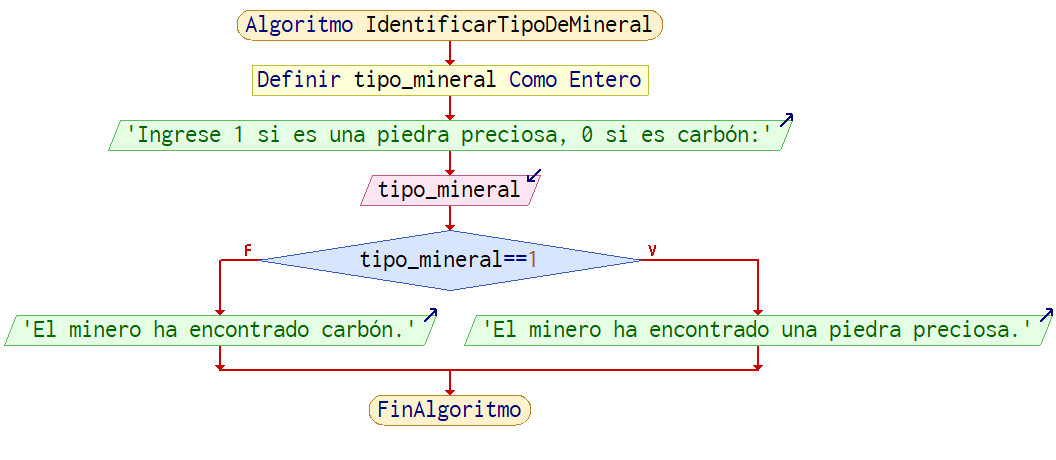 Algoritmo IdentificarTipoDeMineral
Definir tipo_mineral Como Entero
'Ingrese 1 si es una piedra preciosa, 0 si es carbón:'
tipo_mineral
F
V
tipo_mineral==1
'El minero ha encontrado carbón.'
'El minero ha encontrado una piedra preciosa.'
FinAlgoritmo